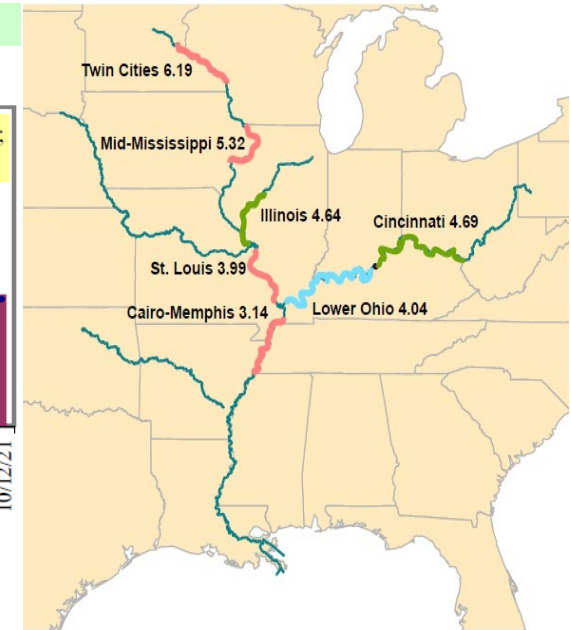 Twin Cities 6.19
Mid-Mississippi 5.32
Illinois 4.64
Cincinnati 4.69
St. Louis 3.99
Cairo-Memphis 3.14
Lower Ohio 4.04
10/12/21